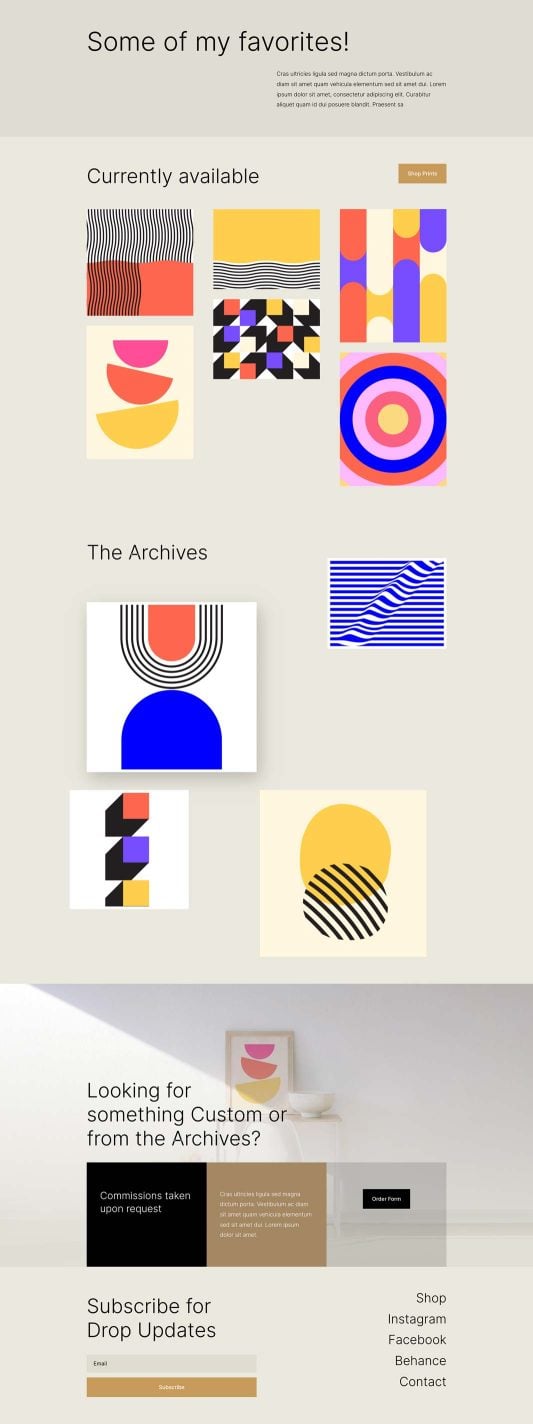 Some of my favorites!
Cras ultricies ligula sed magna dictum porta. Vestibulum ac
diam sit amet quam vehicula elementum sed sit amet dui. Lorem
ipsum dolor sit amet, consectetur adipiscing elit. Curabitur
aliquet quam id dui posuere blandit. Praesent sa
Currently available
Shop Prints
The Archives
Looking for
something Custom or
from the Archives?
Commissions taken
upon request
Cras ultricies ligula sed magna
dictum porta. Vestibulum ac diam
sit amet quam vehicula elementum
sed sit amet dui. Lorem ipsum
dolor sit amet.
Order Form
Subscribe for
Drop Updates
Email
Subscribe
Shop
Instagram
Facebook
Behance
Contact